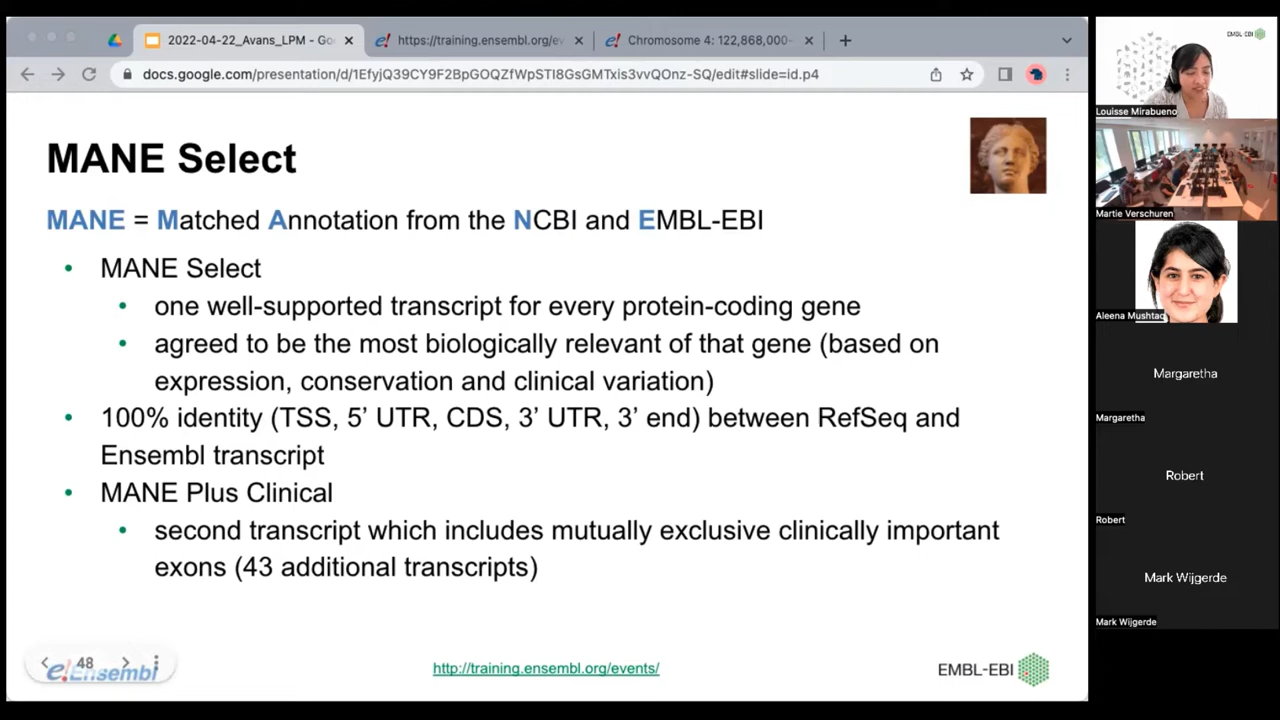 2022-04-22_Avans_LPM - Go
https://training.ensembl.org/ev
Chromosome 4: 122,868,000-
docs.google.com/presentation/d/1EfyjQ39CY9F2BpGOQZfWpSTI8GsGMTxis3vvQOnz-SQ/edit#slide=id.p4
MANE Select
MANE = Matched Annotation from the NCBI and EMBL-EBI
• MANE Select
• one well-supported transcript for every protein-coding gene
• agreed to be the most biologically relevant of that gene (based on
expression, conservation and clinical variation)
• 100% identity (TSS, 5’ UTR, CDS, 3’ UTR, 3’ end) between RefSeq and
Ensembl transcript
• MANE Plus Clinical
• second transcript which includes mutually exclusive clinically important
exons (43 additional transcripts)
48
e!Ensembl
http://training.ensembl.org/events/
EMBL-EBI
EMBL-EBI
Louisse Mirabueno
Martie Verschuren
Aleena Mushtaq
Margaretha
Margaretha
Robert
Robert
Mark Wijgerde
Mark Wijgerde